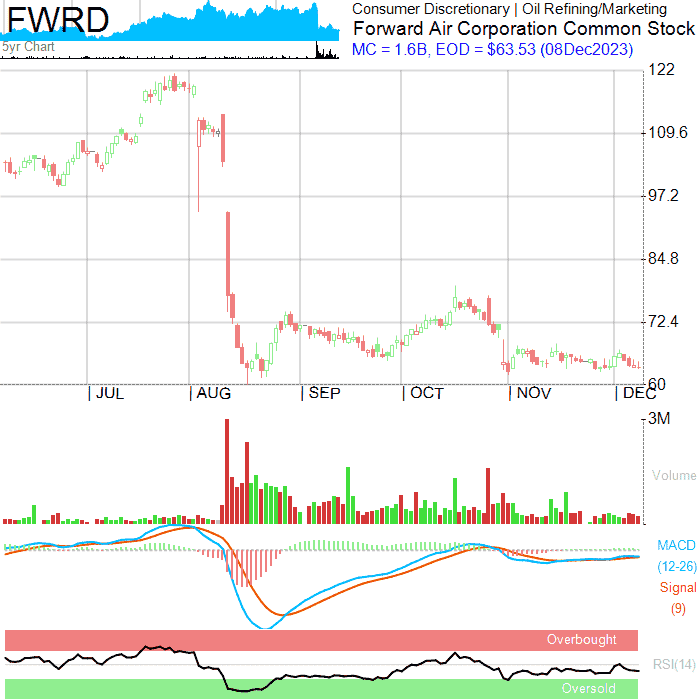 FWRD
5yr Chart
Consumer Discretionary | Oil Refining/Marketing
Forward Air Corporation Common Stock
MC = 1.6B, EOD = $63.53 (08Dec2023)
122
109.6
97.2
84.8
72.4
60
JUL
AUG
SEP
OCT
NOV
DEC
3M
Volume
MACD
(12-26)
Signal
(9)
Overbought
RSI(14)
Oversold